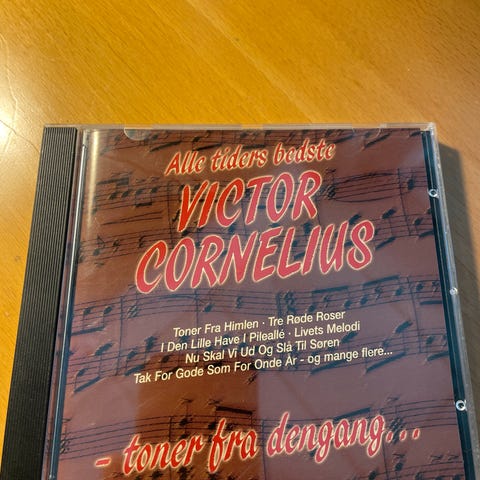 Alle tiders bedste
VICTOR
CORNELIUS
Toner Fra Himlen · Tre Røde Roser
I Den Lille Have I Pileallé · Livets Melodi
Nu Skal Vi Ud Og Slå Til Søren
Tak For Gode Som For Onde År - og mange flere...
- toner fra dengang...